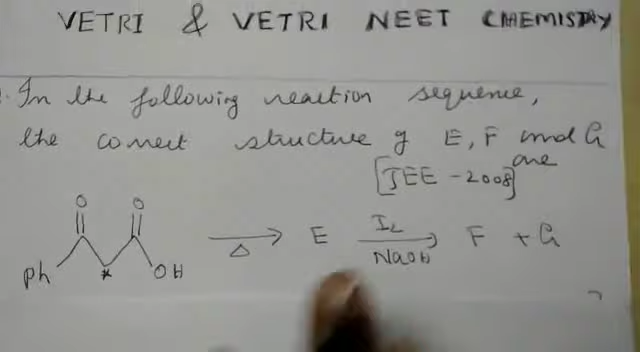 VETRI & VETRI NEET CHEMISTRY
In the following reaction sequence,
the correct structure of E, F and G
are
[JEE - 2008]
O O
Ph * OH
Δ E I2 NaOH F + G